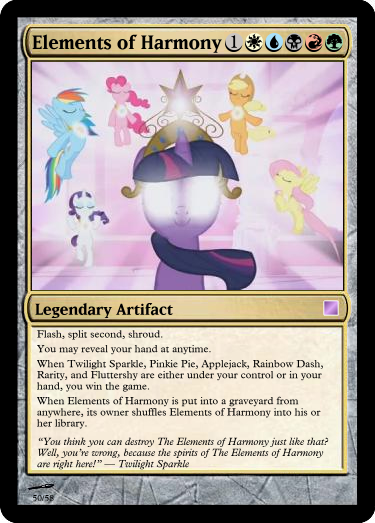 Elements of Harmony 1
Legendary Artifact
Flash, split second, shroud.
You may reveal your hand at anytime.
When Twilight Sparkle, Pinkie Pie, Applejack, Rainbow Dash,
Rarity, and Flushery are either under your control or in your
hand, you win the game.
When Elements of Harmony is put into a graveyard from
anywhere, its owner shuffles Elements of Harmony into his or
her library.
“You think you can destroy The Elements of Harmony just like that?
Well, you're wrong, because the spirits of The Elements of Harmony
are right here!” — Twilight Sparkle
50/58